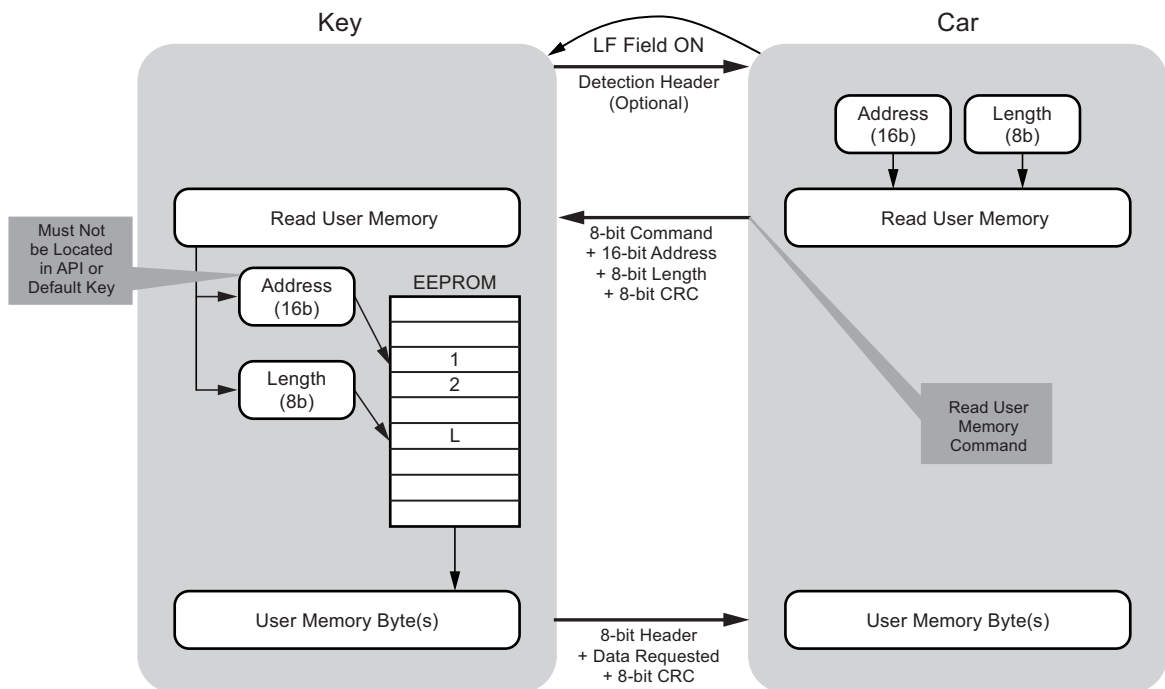 Key
Car
LF Field ON
Detection Header
(Optional)
Address
(16b)
Length
(8b)
Read User Memory
Read User Memory
Must Not
be Located
in API or
Default Key
8-bit Command
+ 16-bit Address
+ 8-bit Length
+ 8-bit CRC
Address
(16b)
EEPROM
1
2
L
Length
(8b)
Read User
Memory
Command
User Memory Byte(s)
User Memory Byte(s)
8-bit Header
+ Data Requested
+ 8-bit CRC